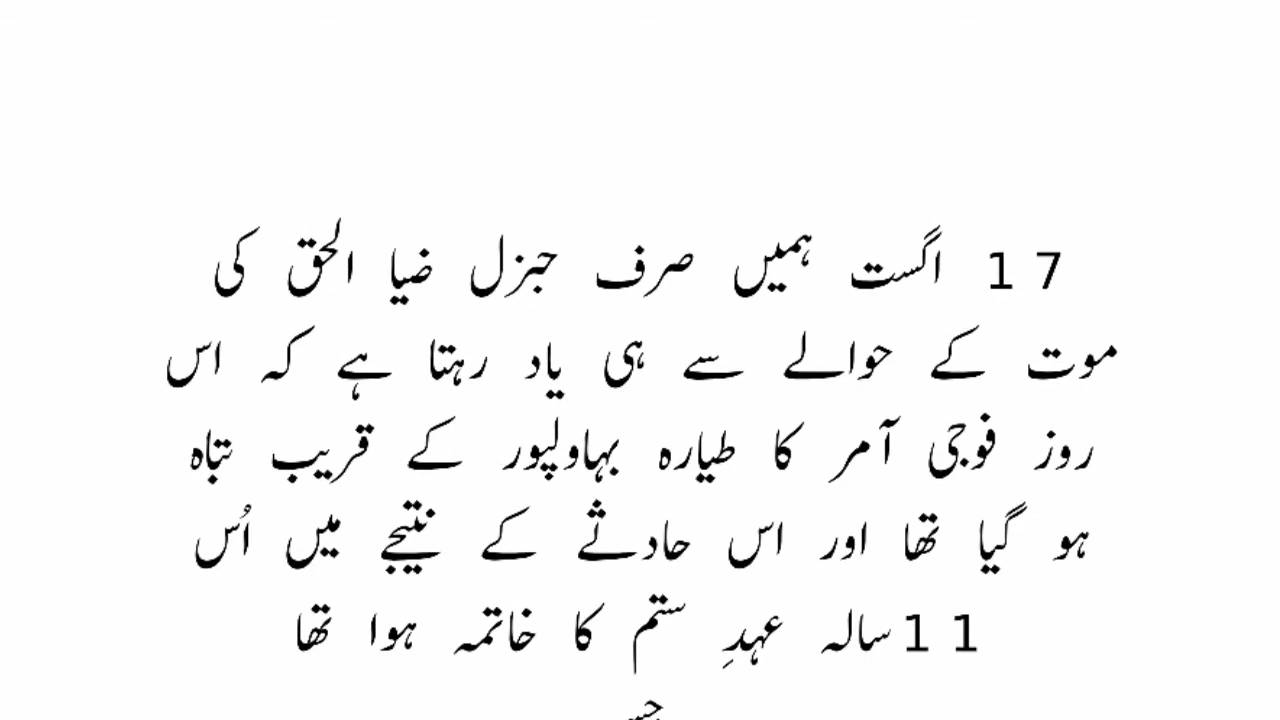 17 اگست ہمیں صرف جنرل ضیا الحق کی
موت کے حوالے سے ہی یاد رہتا ہے کہ اس
روز فوجی آمر کا طیارہ بہاولپور کے قریب تباہ
ہو گیا تھا اور اس حادثے کے نتیجے میں اُس
11سالہ عہدِ ستم کا خاتمہ ہوا تھا